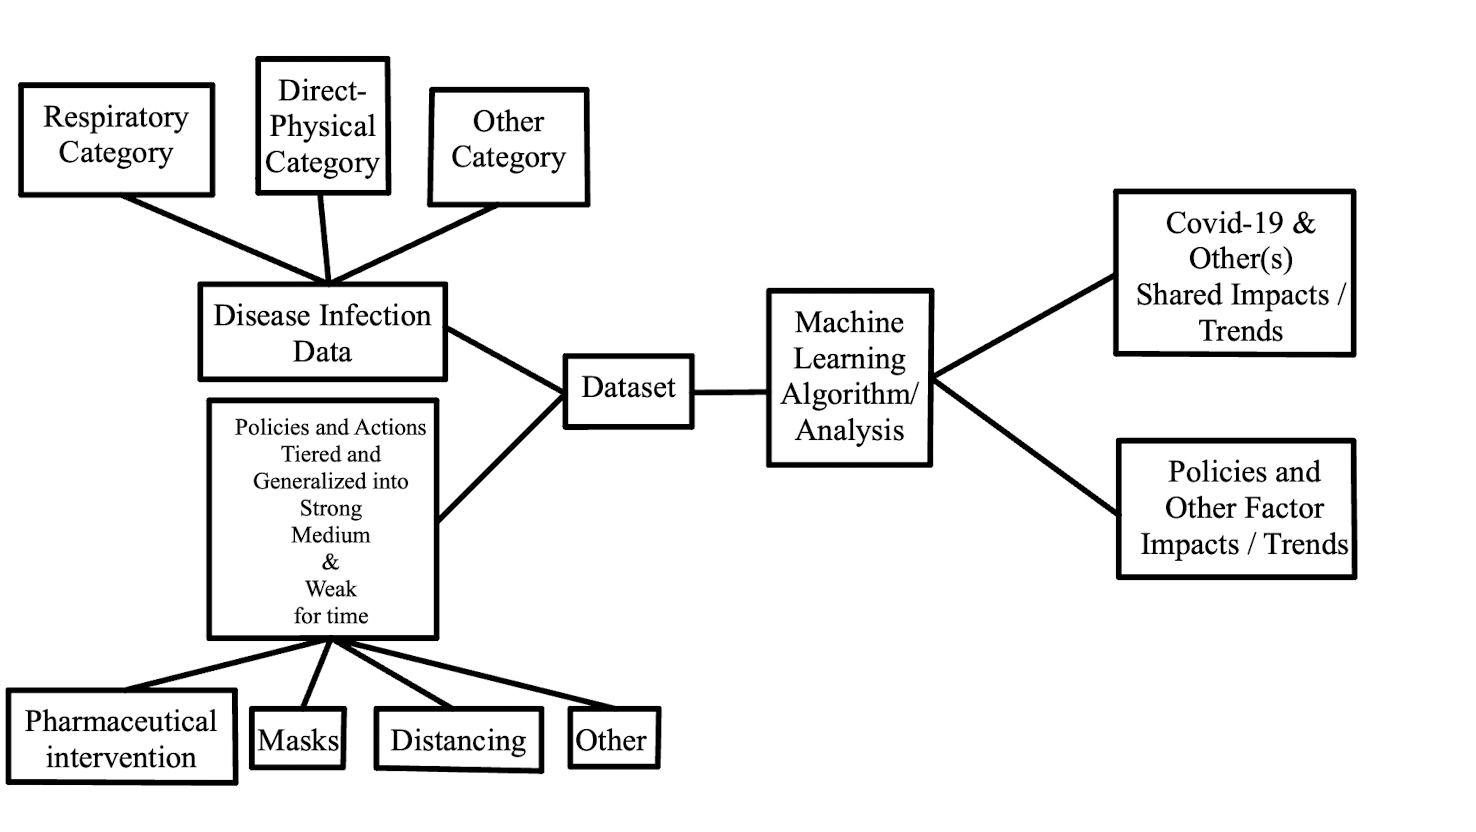 Respiratory
Category
Direct-
Physical
Category
Other
Category
Disease Infection
Data
Policies and Actions
Tiered and
Generalized into
Strong
Medium
&
Weak
for time
Pharmaceutical
intervention
Masks
Distancing
Other
Dataset
Machine
Learning
Algorithm/
Analysis
Covid-19 &
Other(s)
Shared Impacts /
Trends
Policies and
Other Factor
Impacts / Trends